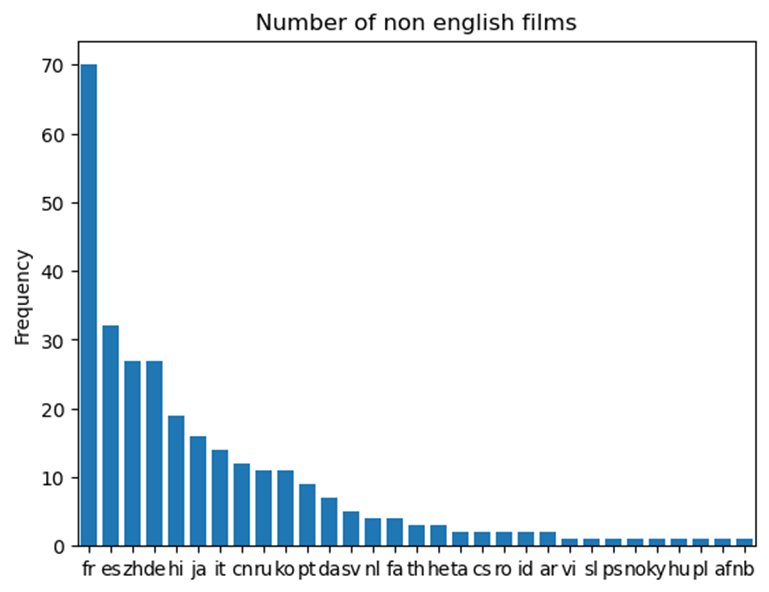 Number of non english films
Frequency
70
60
50
40
30
20
10
0
fr es zh de hi ja it cn ru ko pt da sv nl fa th he ta cs ro id ar vi sl ps no ky hu pl af nb